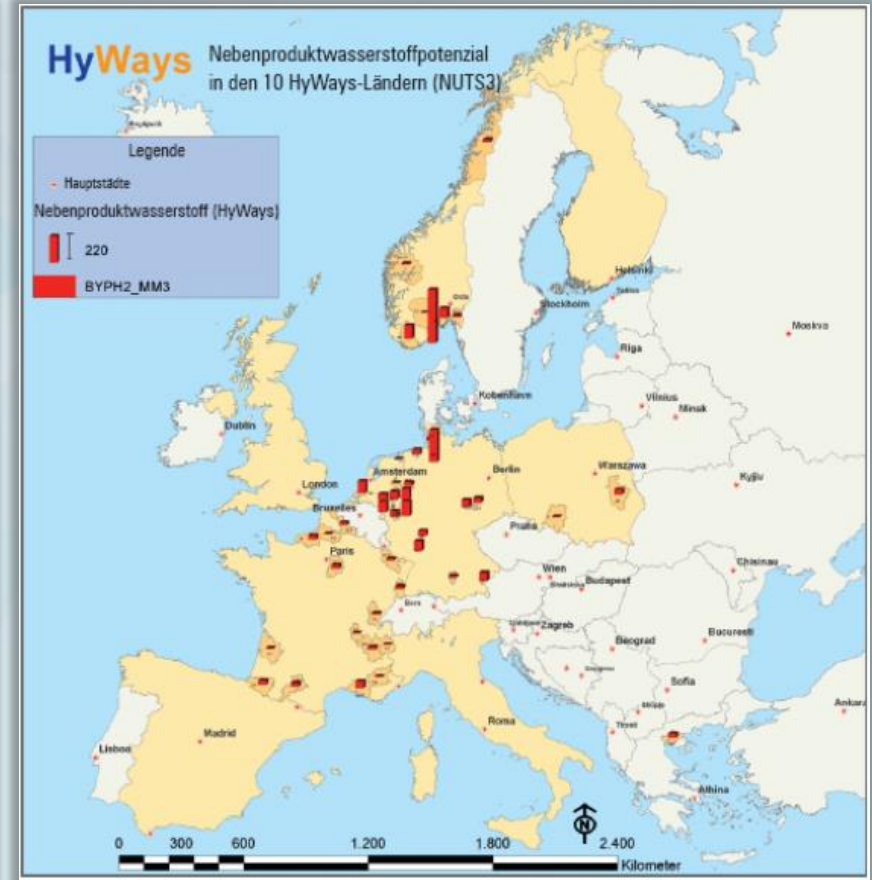 HyWays
Nebenproduktwasserstoffpotenzial
in den 10 HyWays-Ländern (NUTS3)
Reykjavik
Legende
Hauptstädte
Nebenproduktwasserstoff (HyWays)
220
BYPH2_MM3
Oslo
Helsinki
Stockholm
Moskva
Riga
Kobenhavn
Vilnius
Minsk
Dublin
Amsterdam
Berlin
Warszawa
London
Kyjiv
Bruxelles
Praha
Paris
Wien
Chisinau
Budapest
Bern
Zagreb
Beograd
Bucuresti
Sofia
Ankara
Madrid
Roma
Lisboa
Athina
N
0 300 600 1.200 1.800 2.400
Kilometer